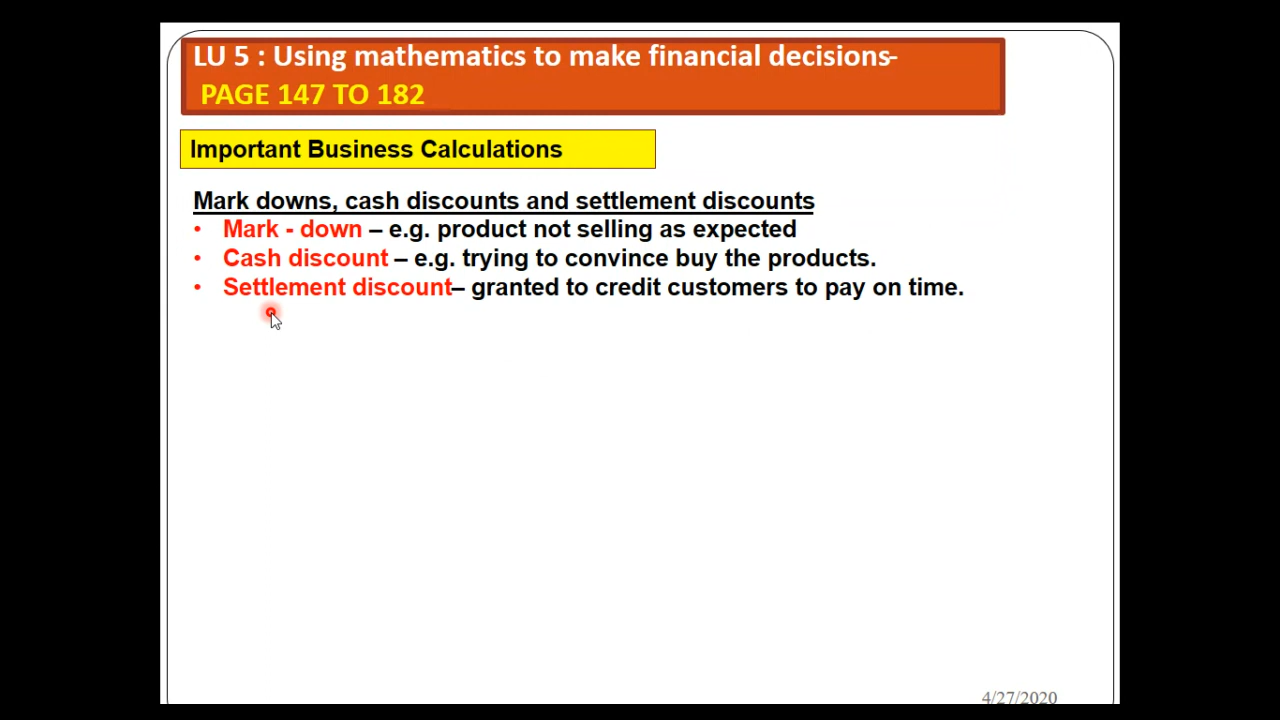 LU 5 : Using mathematics to make financial decisions-
PAGE 147 TO 182
Important Business Calculations
Mark downs, cash discounts and settlement discounts
• Mark - down – e.g. product not selling as expected
• Cash discount – e.g. trying to convince buy the products.
• Settlement discount– granted to credit customers to pay on time.
4/27/2020